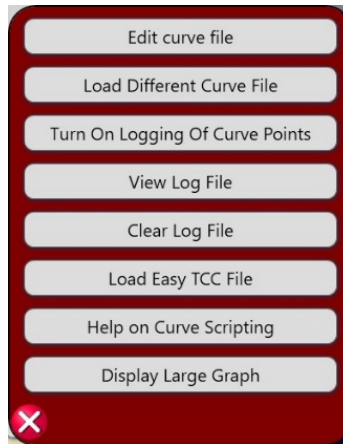 Edit curve file
Load Different Curve File
Turn On Logging Of Curve Points
View Log File
Clear Log File
Load Easy TCC File
Help on Curve Scripting
Display Large Graph